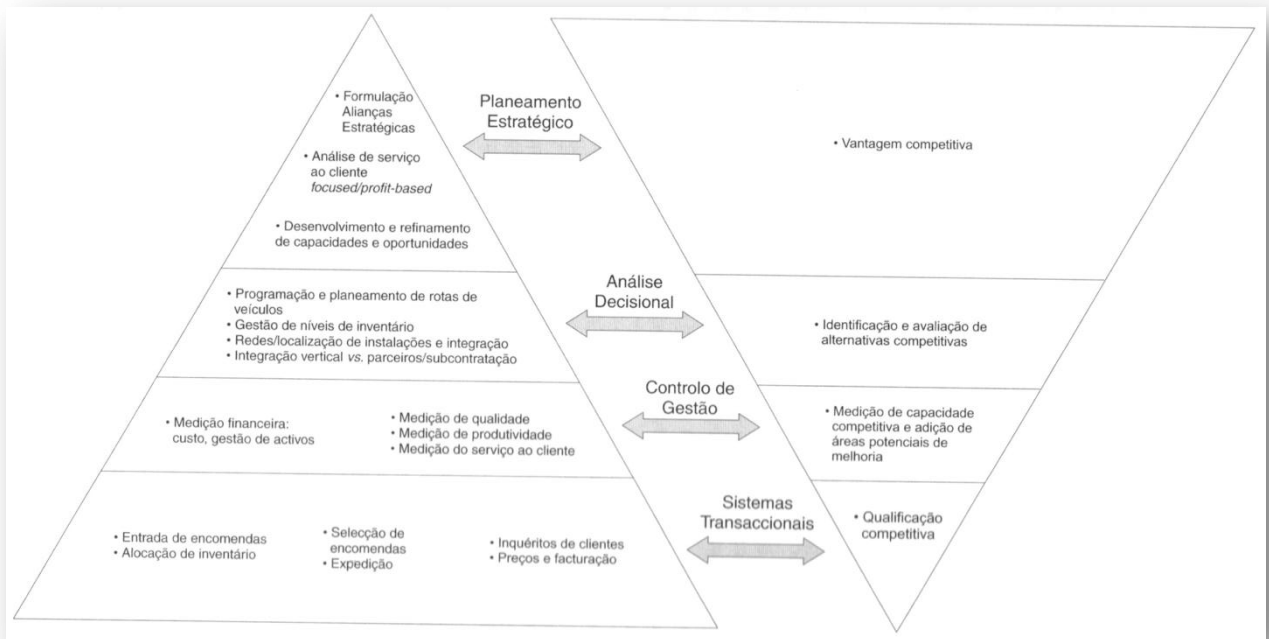 • Formulação
Alianças
Estratégicas
• Análise de serviço
ao cliente
focused/profit-based
• Desenvolvimento e refinamento
de capacidades e oportunidades
Planeamento
Estratégico
• Vantagem competitiva
• Programação e planeamento de rotas de
veículos
• Gestão de níveis de inventário
• Redes/localização de instalações e integração
• Integração vertical vs. parceiros/subcontratação
Análise
Decisional
• Identificação e avaliação de
alternativas competitivas
• Medição financeira:
custo, gestão de activos
• Medição de qualidade
• Medição de produtividade
• Medição do serviço ao cliente
Controlo de
Gestão
• Medição de capacidade
competitiva e adição de
áreas potenciais de
melhoria
• Entrada de encomendas
• Alocação de inventário
• Selecção de
encomendas
• Expedição
• Inquéritos de clientes
• Preços e facturação
Sistemas
Transaccionais
• Qualificação
competitiva